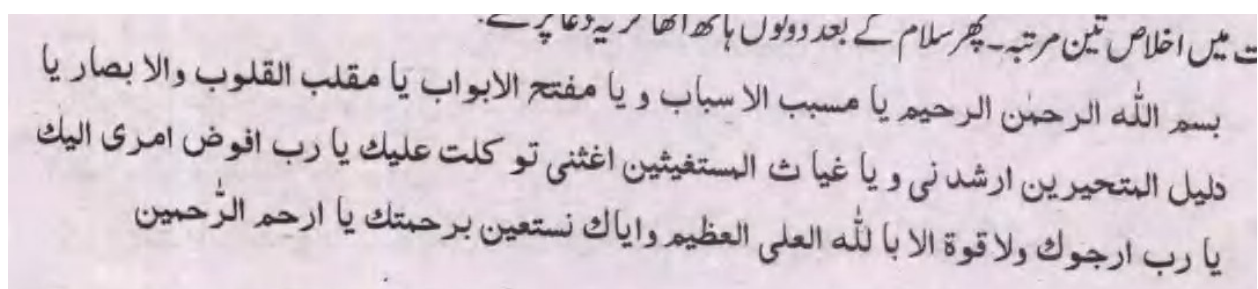 ت میں اخلاص تین مرتبہ۔ پھر سلام کے بعد دونوں ہاتھ اٹھا کر یہ دعا پڑھے:
بسم الله الرحمٰن الرحیم یا مسبب الا سباب و یا مفتح الابواب یا مقلب القلوب والا بصار یا
دلیل المتحیرین ارشد نی و یا غیا ث المستغیثین اغثنی تو کلت علیك یا رب افوض امری الیك
یا رب ارجوك ولا قوة الا با لله العلی العظیم وایاك نستعین برحمتك یا ارحم الرّٰحمین